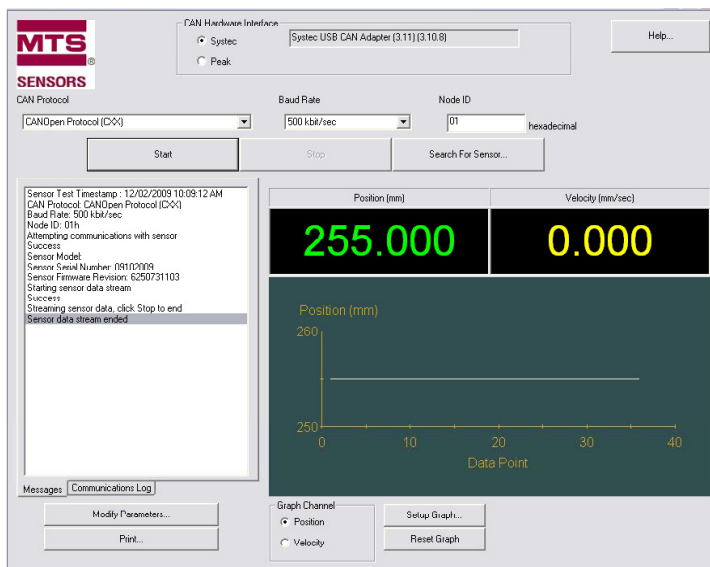 MTS
®
SENSORS
CAN Hardware Interface
Systec
Systec USB CAN Adapter (3.11) (3.10.8)
Peak
Help...
CAN Protocol
Baud Rate
Node ID
CANOpen Protocol (CXX)
500 kbit/sec
01
hexadecimal
Start
Stop
Search For Sensor...
Sensor Test Timestamp : 12/02/2009 10:09:12 AM
CAN Protocol: CANOpen Protocol (CXX)
Baud Rate: 500 kbit/sec
Node ID: 01h
Attempting communications with sensor
Success
Sensor Model:
Sensor Serial Number: 09102009
Sensor Firmware Revision: 6250731103
Starting sensor data stream
Success
Streaming sensor data, click Stop to end
Sensor data stream ended
Messages
Communications Log
Position (mm)
Velocity (mm/sec)
255.000
0.000
Position (mm)
260
250
0
10
20
30
40
Data Point
Modify Parameters...
Print...
Graph Channel
Position
Velocity
Setup Graph...
Reset Graph